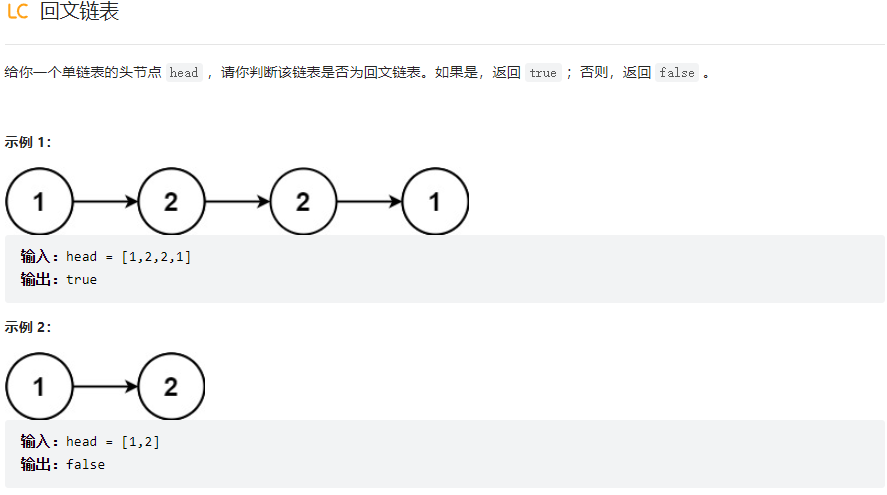 LC 回文链表
给你一个单链表的头节点 head ，请你判断该链表是否为回文链表。如果是，返回 true ；否则，返回 false 。
示例 1：
1 2 2 1
输入：head = [1,2,2,1]
输出：true
示例 2：
1 2
输入：head = [1,2]
输出：false